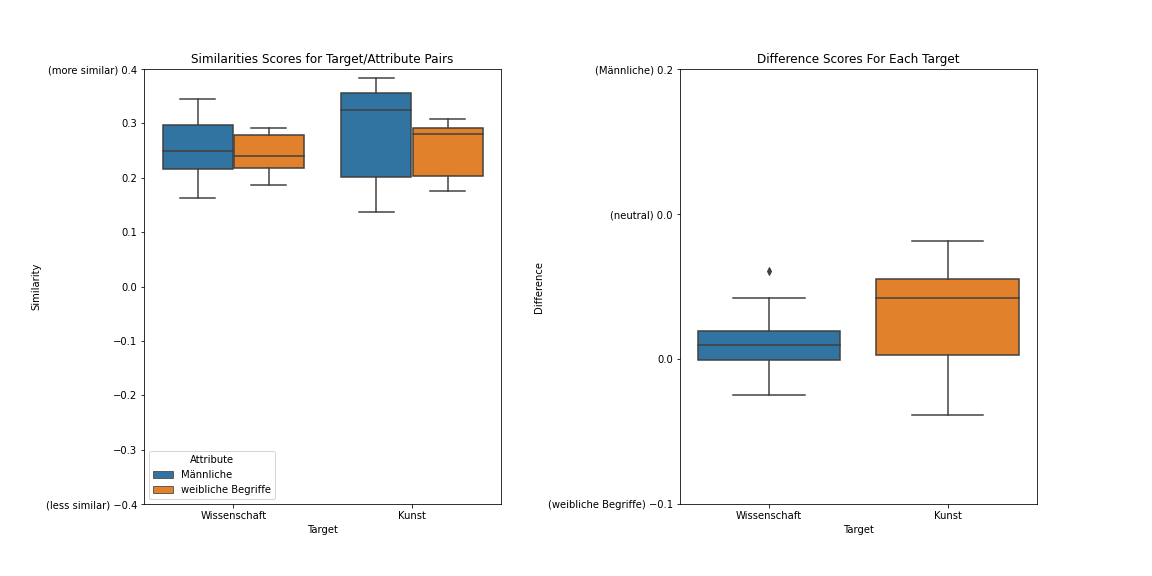 Similarities Scores for Target/Attribute Pairs
(more similar) 0.4
0.3
0.2
0.1
0.0
−0.1
−0.2
−0.3
(less similar) −0.4
Similarity
Attribute
Männliche
weibliche Begriffe
Wissenschaft
Kunst
Target
Difference Scores For Each Target
(Männliche) 0.2
(neutral) 0.0
0.0
(weibliche Begriffe) −0.1
Difference
Wissenschaft
Kunst
Target